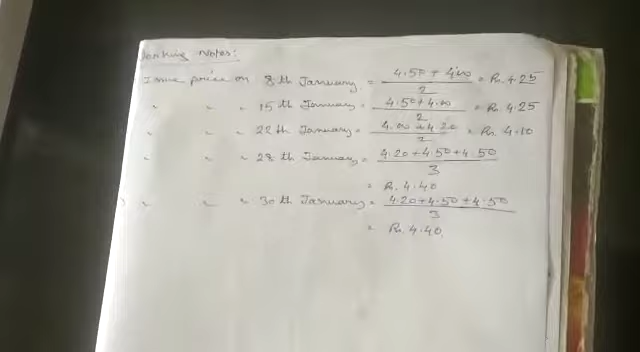 Working notes:
Issue price on 8th January = 4.50 + 4.00 / 2 = Rs. 4.25
" " " 15th January = 4.50 + 4.00 / 2 = Rs. 4.25
" " " 22th January = 4.00 + 4.20 / 2 = Rs. 4.10
" " " 28th January = 4.20 + 4.50 + 4.50 / 3
= Rs. 4.40
" " " 30th January = 4.20 + 4.50 + 4.50 / 3
= Rs. 4.40.